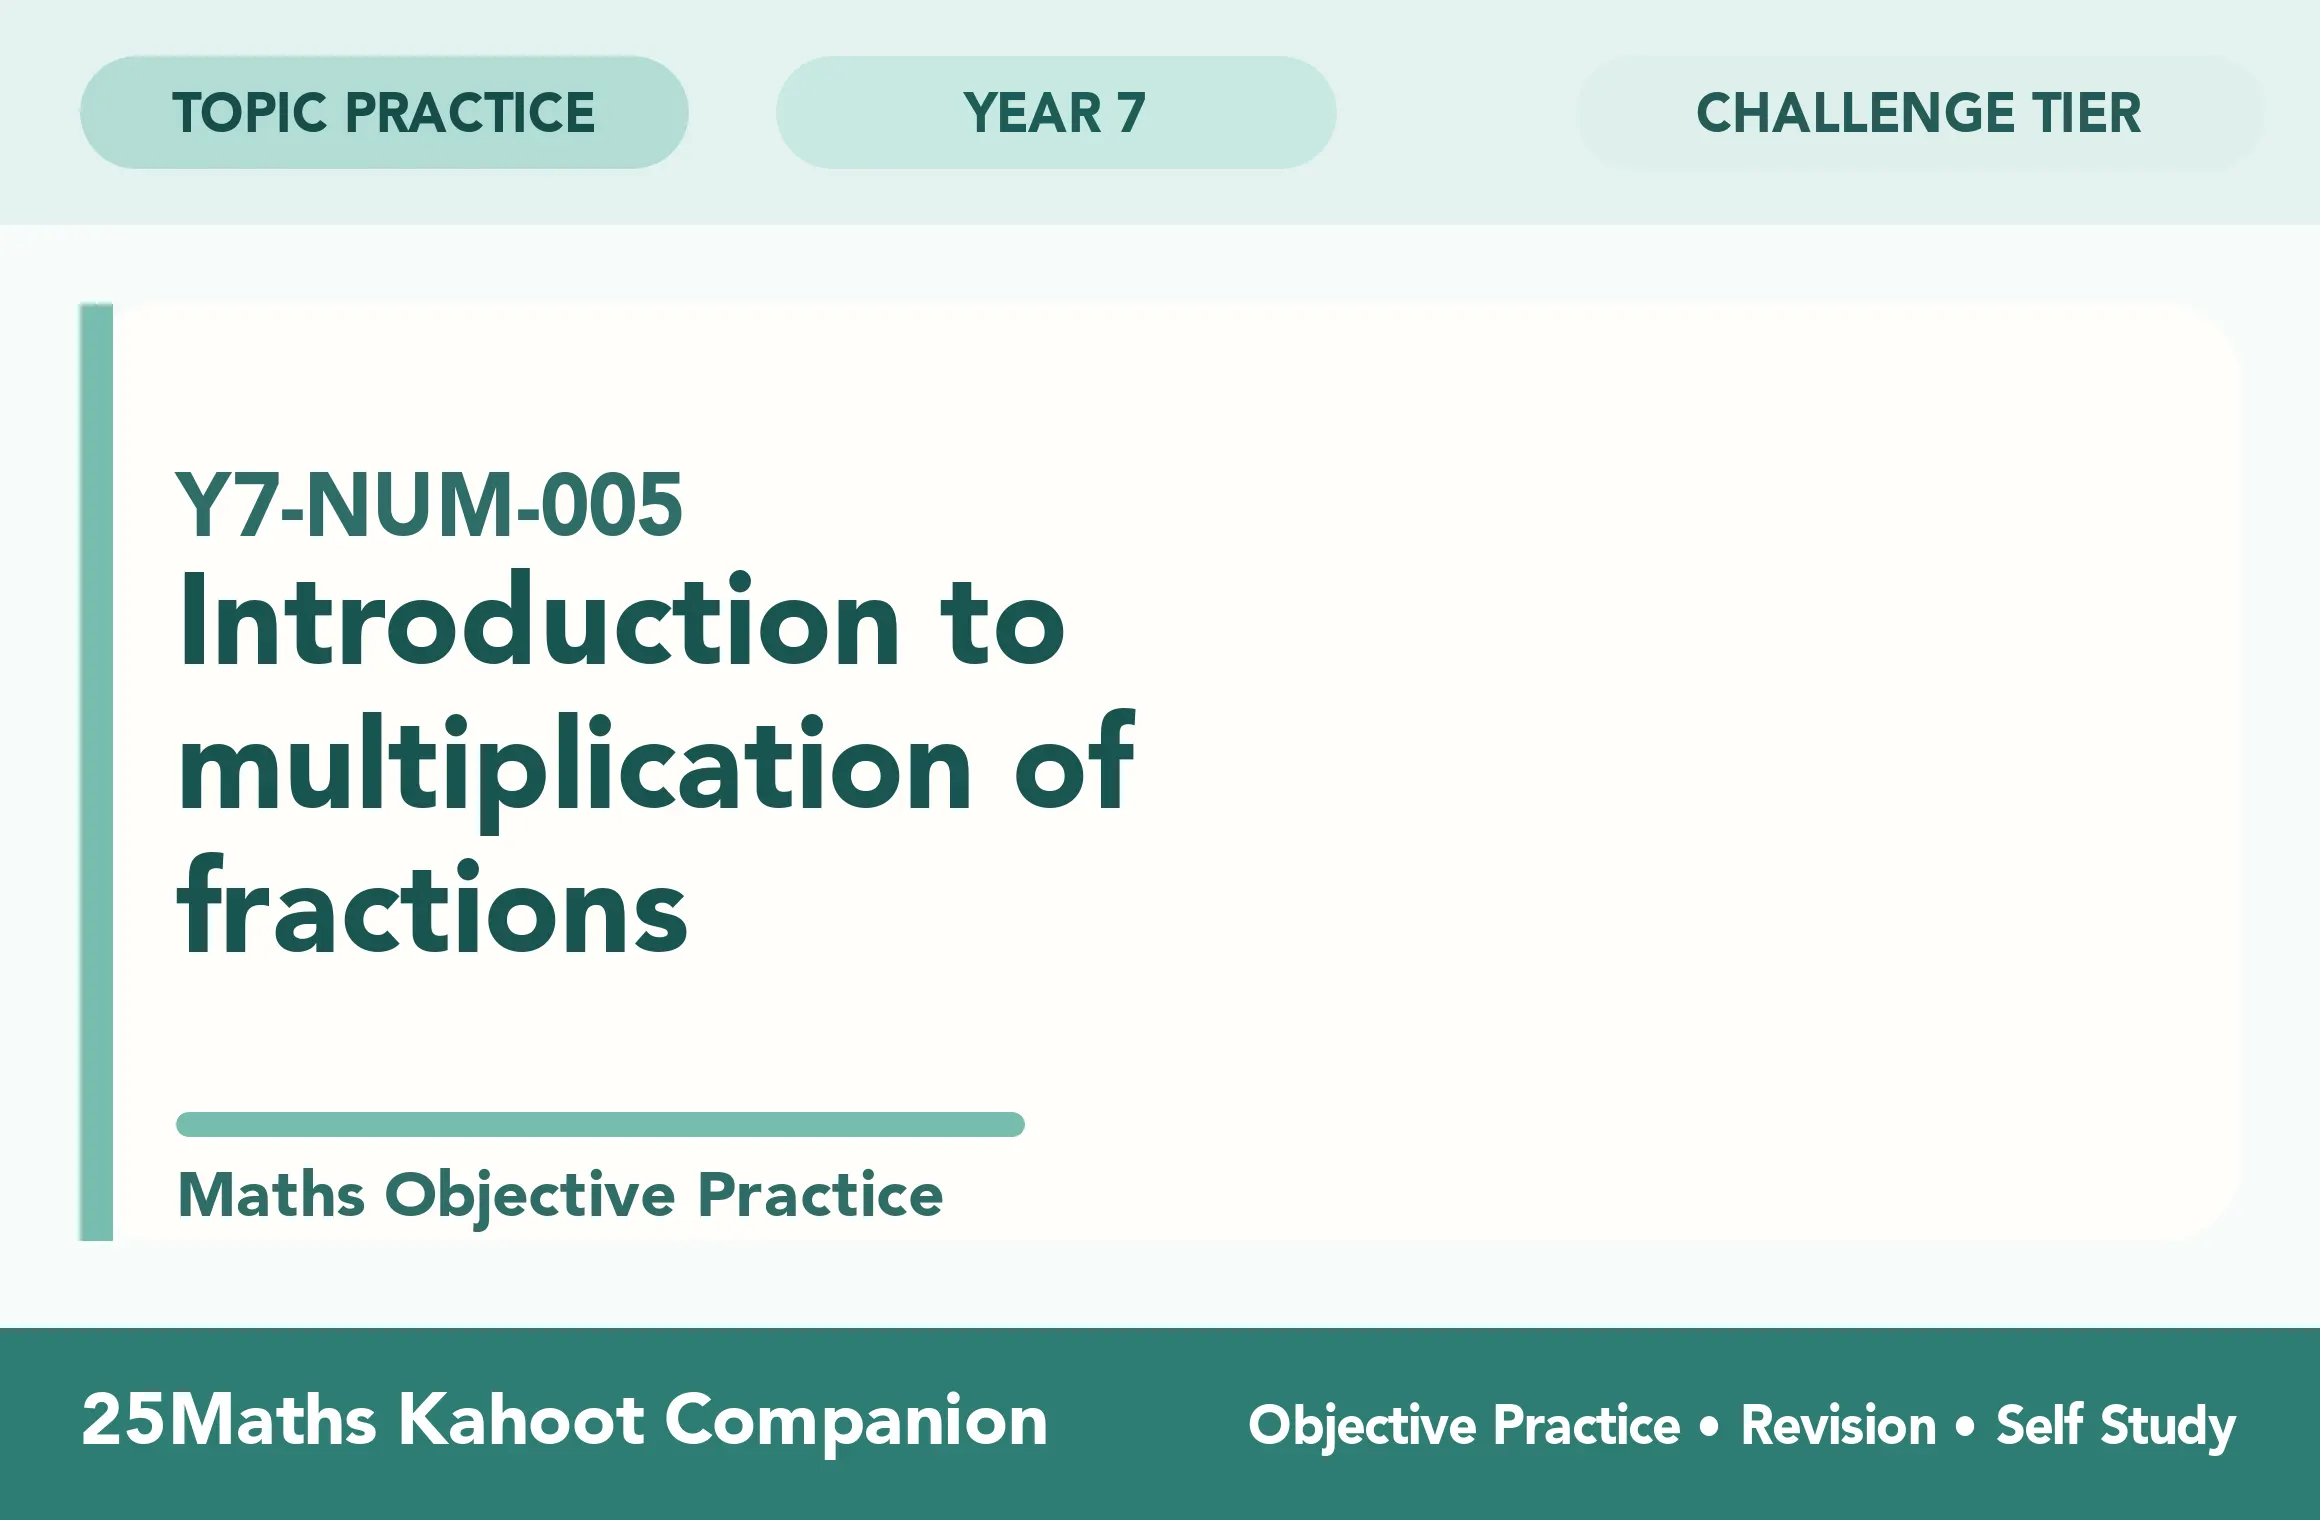 TOPIC PRACTICE
YEAR 7
CHALLENGE TIER
Y7-NUM-005
Introduction to
multiplication of
fractions
Maths Objective Practice
25Maths Kahoot Companion
Objective Practice • Revision • Self Study